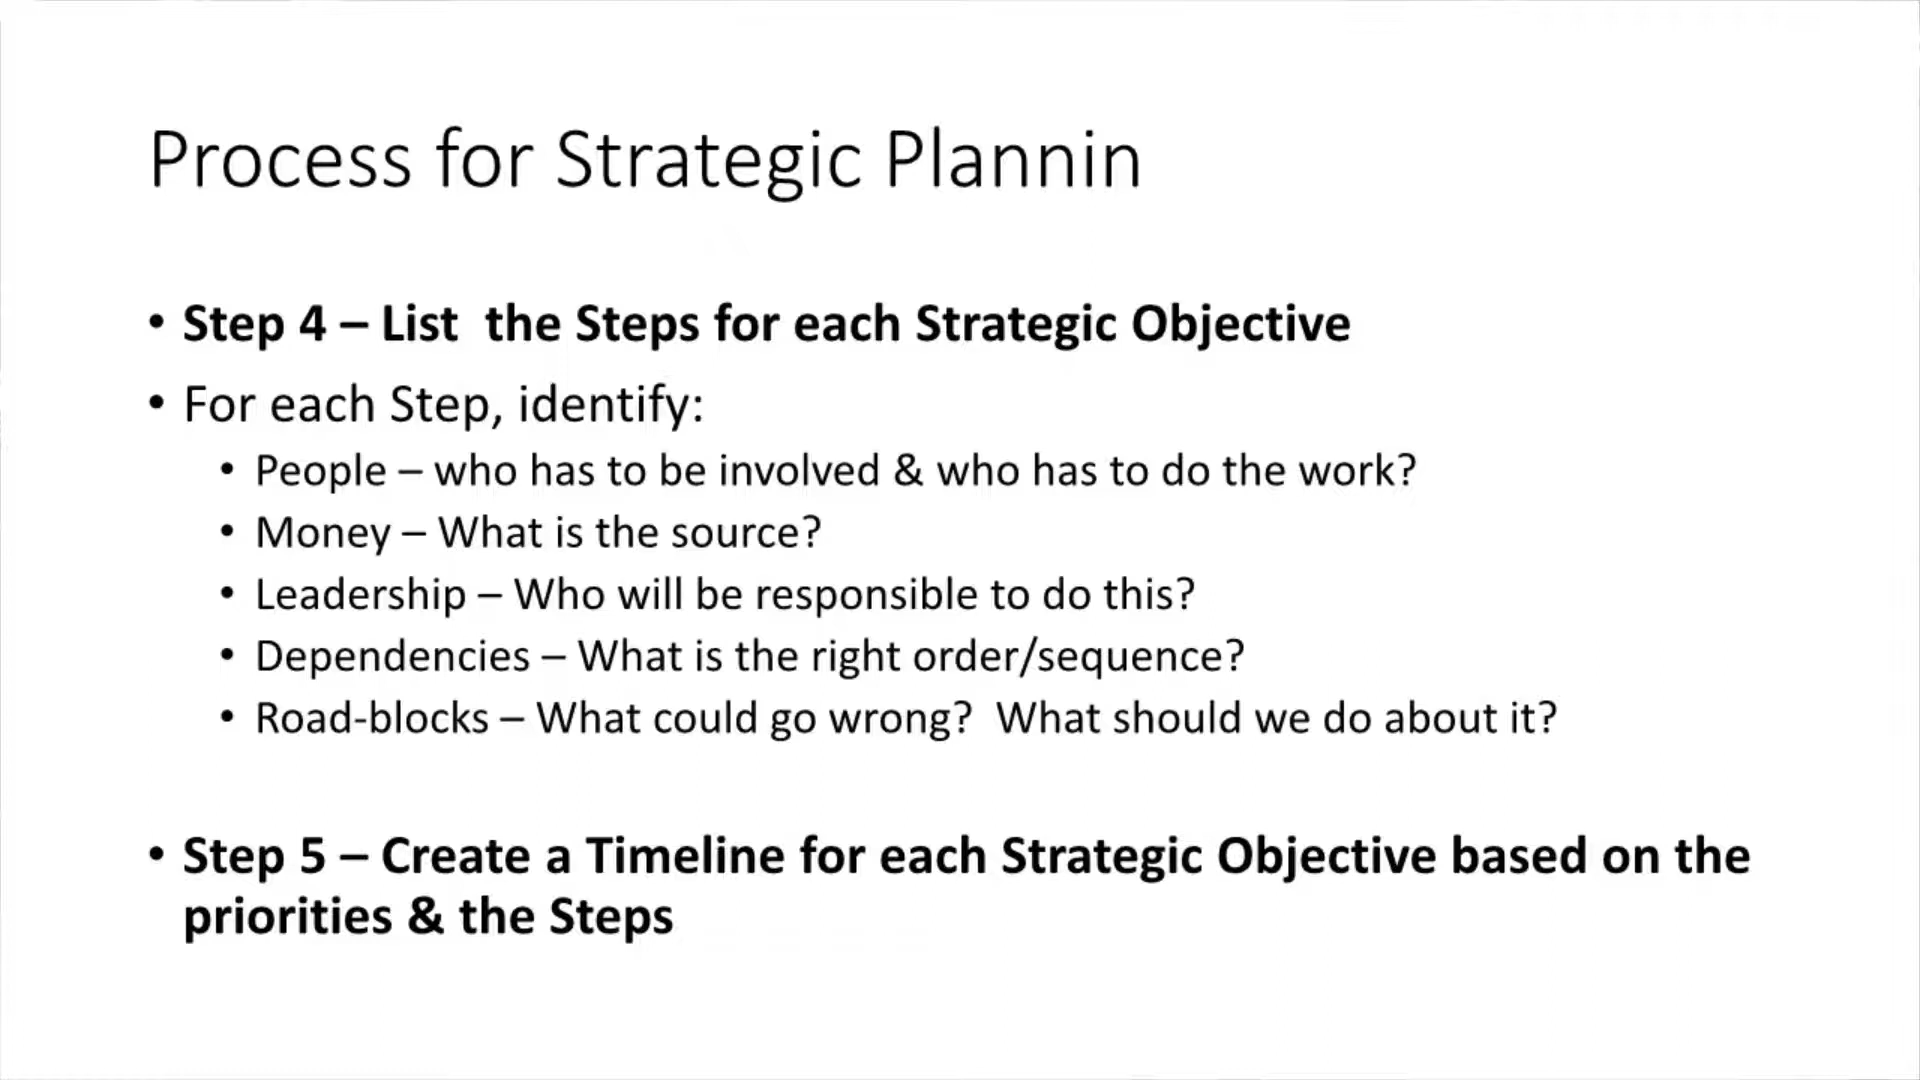 Process for Strategic Plannin
• Step 4 – List  the Steps for each Strategic Objective
• For each Step, identify:
• People – who has to be involved & who has to do the work?
• Money – What is the source?
• Leadership – Who will be responsible to do this?
• Dependencies – What is the right order/sequence?
• Road-blocks – What could go wrong?  What should we do about it?
• Step 5 – Create a Timeline for each Strategic Objective based on the
priorities & the Steps